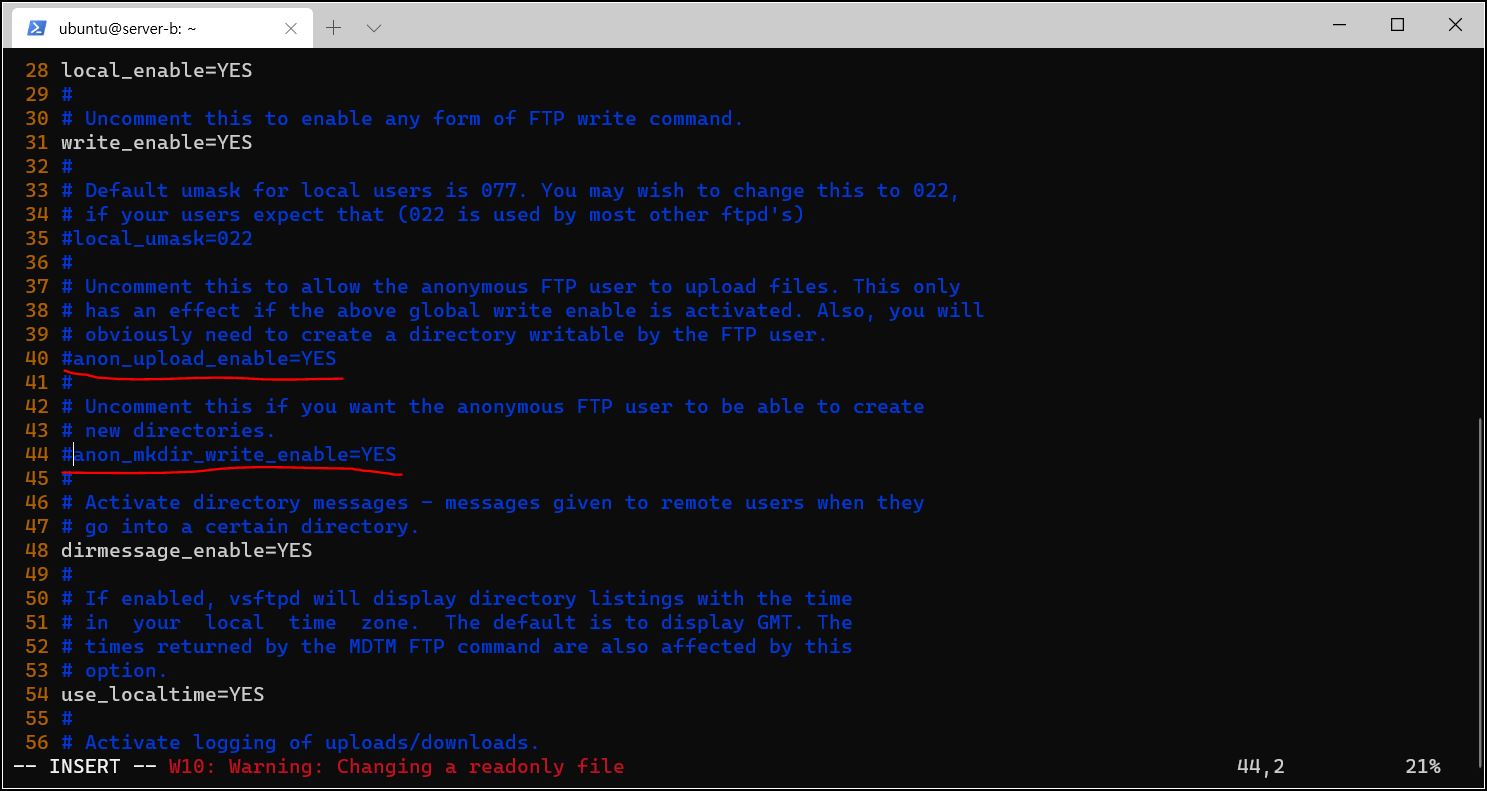 ubuntu@server-b: ~
28 local_enable=YES
29 #
30 # Uncomment this to enable any form of FTP write command.
31 write_enable=YES
32 #
33 # Default umask for local users is 077. You may wish to change this to 022,
34 # if your users expect that (022 is used by most other ftpd's)
35 #local_umask=022
36 #
37 # Uncomment this to allow the anonymous FTP user to upload files. This only
38 # has an effect if the above global write enable is activated. Also, you will
39 # obviously need to create a directory writable by the FTP user.
40 #anon_upload_enable=YES
41 #
42 # Uncomment this if you want the anonymous FTP user to be able to create
43 # new directories.
44 #anon_mkdir_write_enable=YES
45 #
46 # Activate directory messages - messages given to remote users when they
47 # go into a certain directory.
48 dirmessage_enable=YES
49 #
50 # If enabled, vsftpd will display directory listings with the time
51 # in  your  local  time  zone.  The default is to display GMT. The
52 # times returned by the MDTM FTP command are also affected by this
53 # option.
54 use_localtime=YES
55 #
56 # Activate logging of uploads/downloads.
-- INSERT -- W10: Warning: Changing a readonly file 44,2 21%